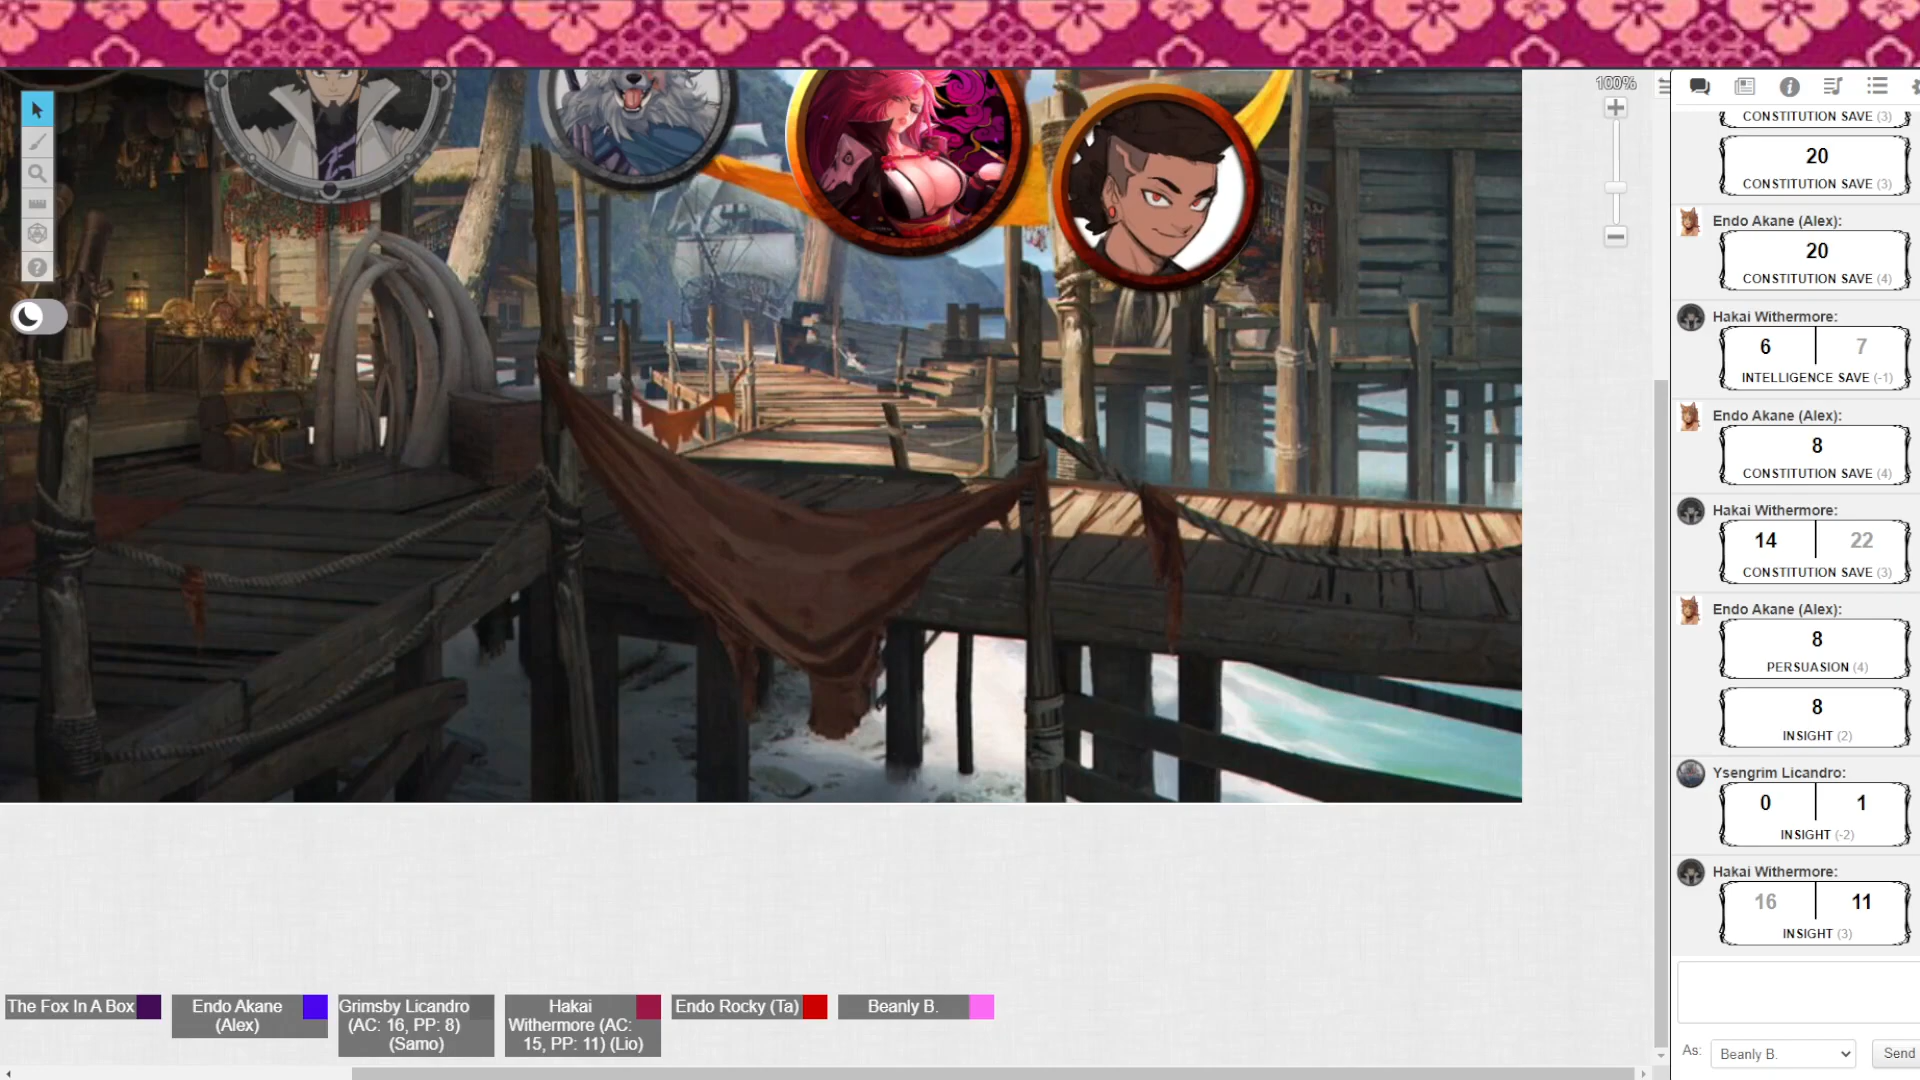 100%
CONSTITUTION SAVE (3)
20
CONSTITUTION SAVE (3)
Endo Akane (Alex):
20
CONSTITUTION SAVE (4)
Hakai Withermore:
6 7
INTELLIGENCE SAVE (-1)
Endo Akane (Alex):
8
CONSTITUTION SAVE (4)
Hakai Withermore:
14 22
CONSTITUTION SAVE (3)
Endo Akane (Alex):
8
PERSUASION (4)
8
INSIGHT (2)
Ysengrim Licandro:
0 1
INSIGHT (-2)
Hakai Withermore:
16 11
INSIGHT (3)
As: Beanly B. Send
The Fox In A Box
Endo Akane
(Alex)
Grimsby Licandro
(AC: 16, PP: 8)
(Samo)
Hakai
Withermore (AC:
15, PP: 11) (Lio)
Endo Rocky (Ta)
Beanly B.